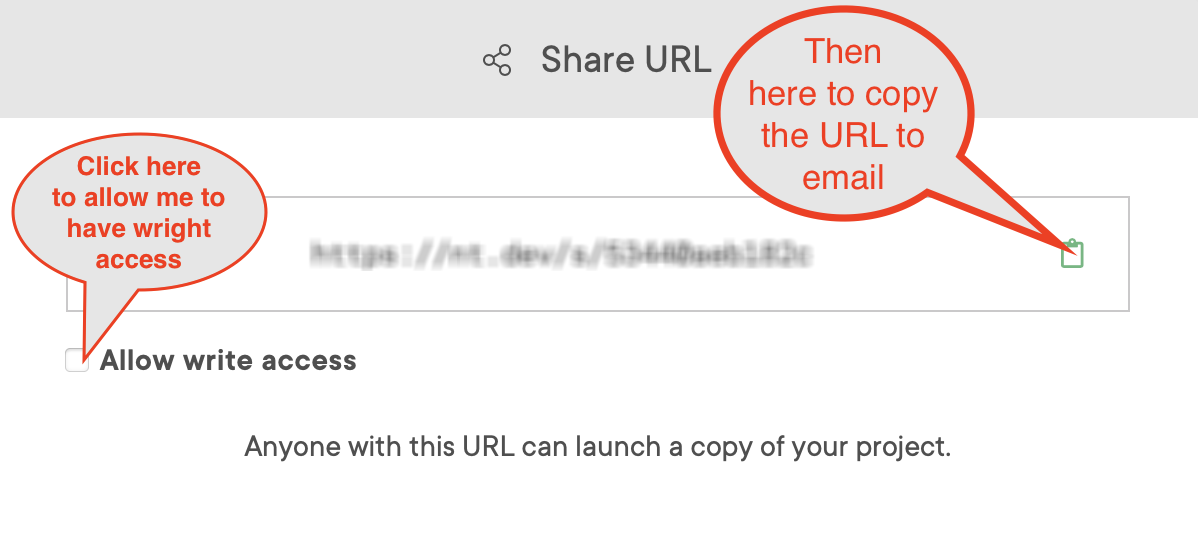 Share URL
Then
here to copy
the URL to
email
Click here
to allow me to
have wright
access
Allow write access
Anyone with this URL can launch a copy of your project.